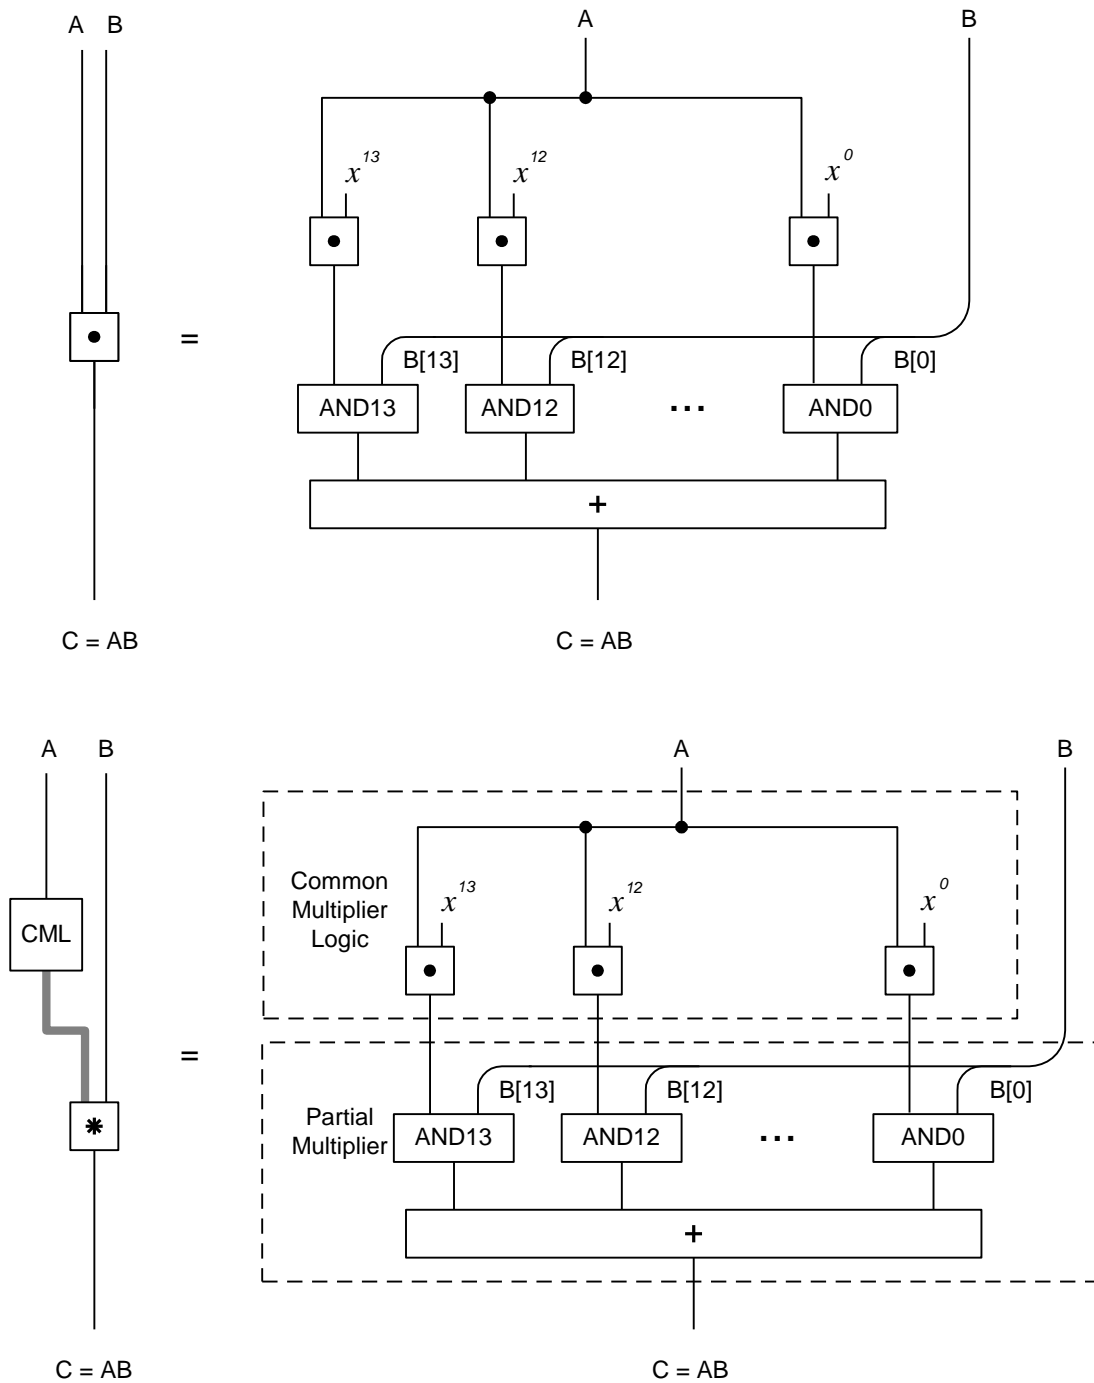 A B
A
B
x^13
x^12
x^0
•
•
•
•
=
B[13]
B[12]
B[0]
AND13
AND12
...
AND0
+
C = AB
C = AB
A B
A
B
Common
Multiplier
Logic
x^13
x^12
x^0
CML
•
•
•
=
B[13]
B[12]
B[0]
Partial
Multiplier
*
AND13
AND12
...
AND0
+
C = AB
C = AB